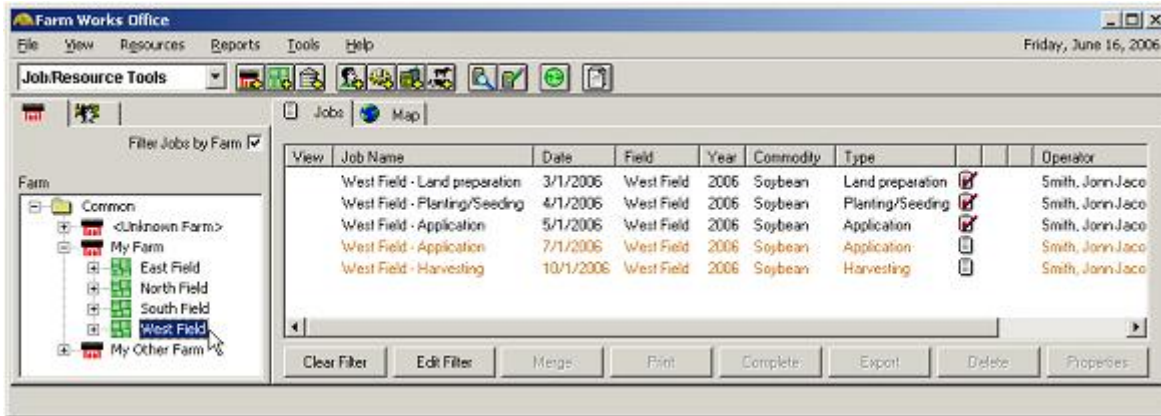 Farm Works Office
File View Resources Reports Tools Help Friday, June 16, 2006
Job/Resource Tools
Jobs Map
Filter Jobs by Farm
View Job Name Date Field Year Commodity Type Operator
Farm
West Field - Land preparation 3/1/2006 West Field 2006 Soybean Land preparation Smith, Jonn Jaco
Common
West Field - Planting/Seeding 4/1/2006 West Field 2006 Soybean Planting/Seeding Smith, Jonn Jaco
<Unknown Farm>
West Field - Application 5/1/2006 West Field 2006 Soybean Application Smith, Jonn Jaco
My Farm
West Field - Application 7/1/2006 West Field 2006 Soybean Application Smith, Jonn Jaco
East Field
West Field - Harvesting 10/1/2006 West Field 2006 Soybean Harvesting Smith, Jonn Jaco
North Field
South Field
West Field
My Other Farm
Clear Filter Edit Filter Merge Print Complete Export Delete Properties